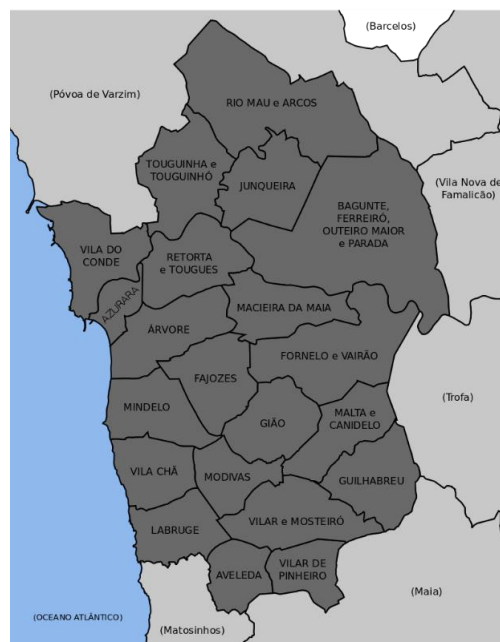 (Barcelos)
(Póvoa de Varzim)
RIO MAU e ARCOS
TOUGUINHA e
TOUGUINHÓ
JUNQUEIRA
(Vila Nova de
Famalicão)
BAGUNTE,
FERREIRÓ,
OUTEIRO MAIOR
e PARADA
VILA DO
CONDE
RETORTA
e TOUGUES
AZURARA
MACIEIRA DA MAIA
ÁRVORE
FORNELO e VAIRÃO
FAJOZES
(Trofa)
MINDELO
GIÃO
MALTA e
CANIDELO
VILA CHÃ
MODIVAS
GUILHABREU
LABRUGE
VILAR e MOSTEIRÓ
AVELEDA
VILAR DE
PINHEIRO
(Maia)
(OCEANO ATLÂNTICO)
(Matosinhos)